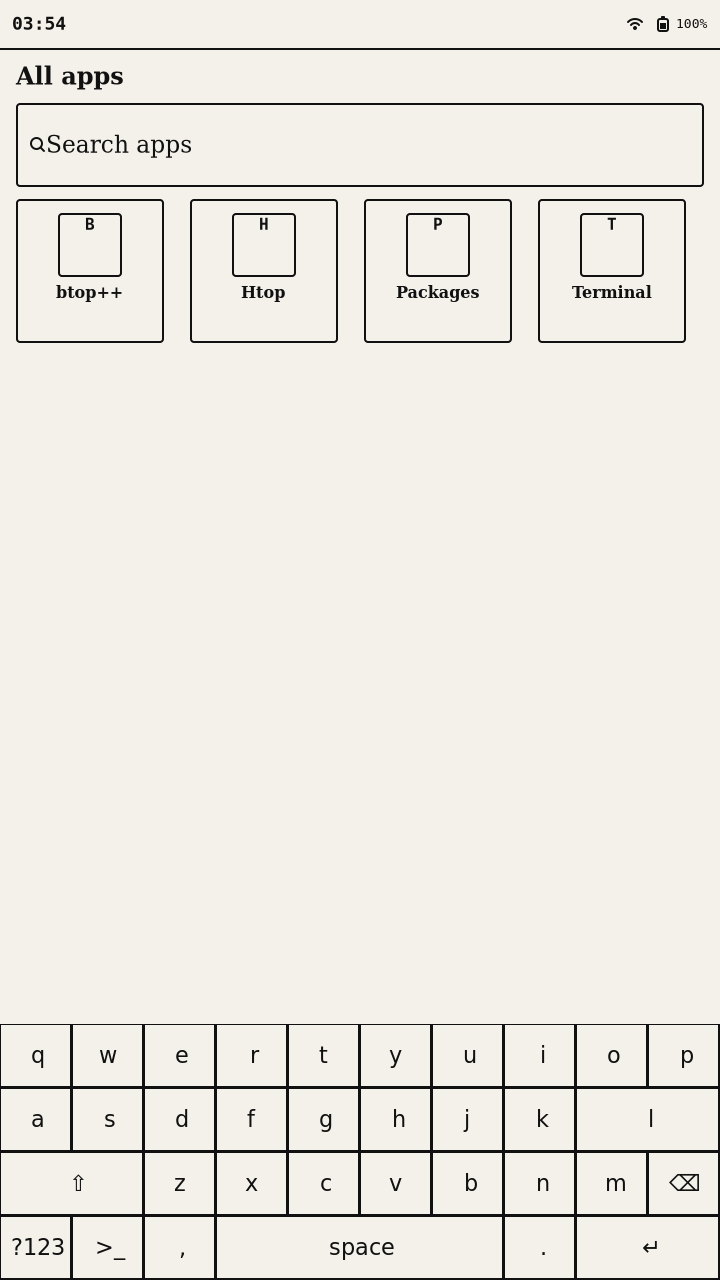 03:54 100%
All apps
Search apps
B H P T
btop++ Htop Packages Terminal
q w e r t y u i o p
a s d f g h j k l
⇧ z x c v b n m ⌫
?123 >_ , space . ↵